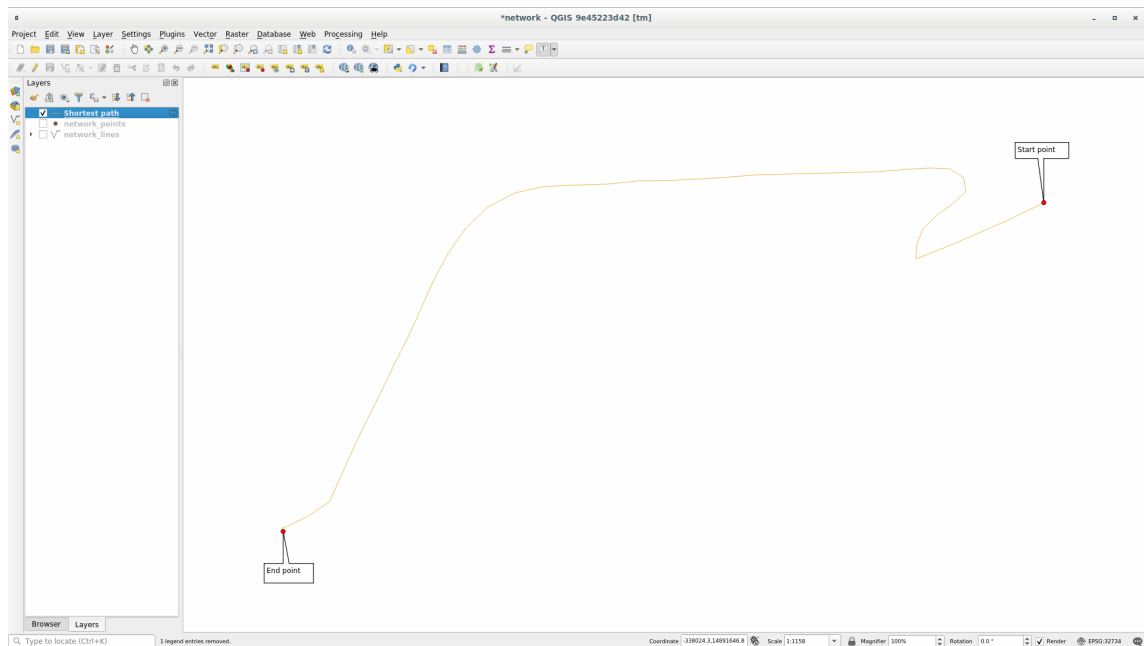 *network - QGIS 9e45223d42 [tm]
Project Edit View Layer Settings Plugins Vector Raster Database Web Processing Help
Layers
Shortest path
network_points
network_lines
Start point
End point
Browser Layers
Type to locate (Ctrl+K) 1 legend entries removed. Coordinate -338024.3,14891646.8 Scale 1:1158 Magnifier 100% Rotation 0.0 ° Render EPSG:32734